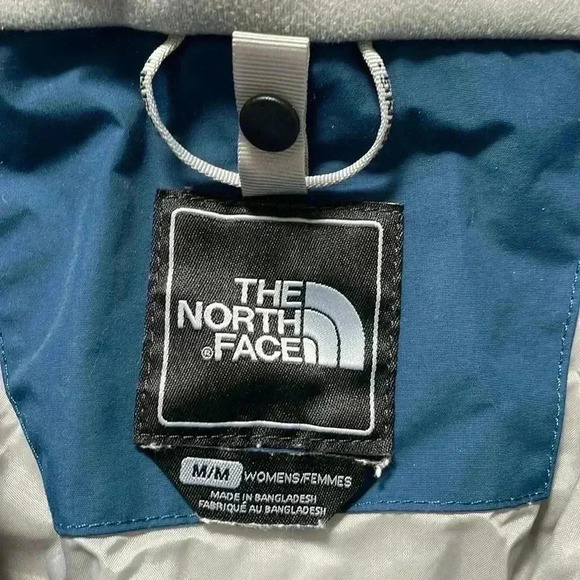 THE
NORTH
®FACE
M/M WOMENS/FEMMES
MADE IN BANGLADESH
FABRIQUÉ AU BANGLADESH